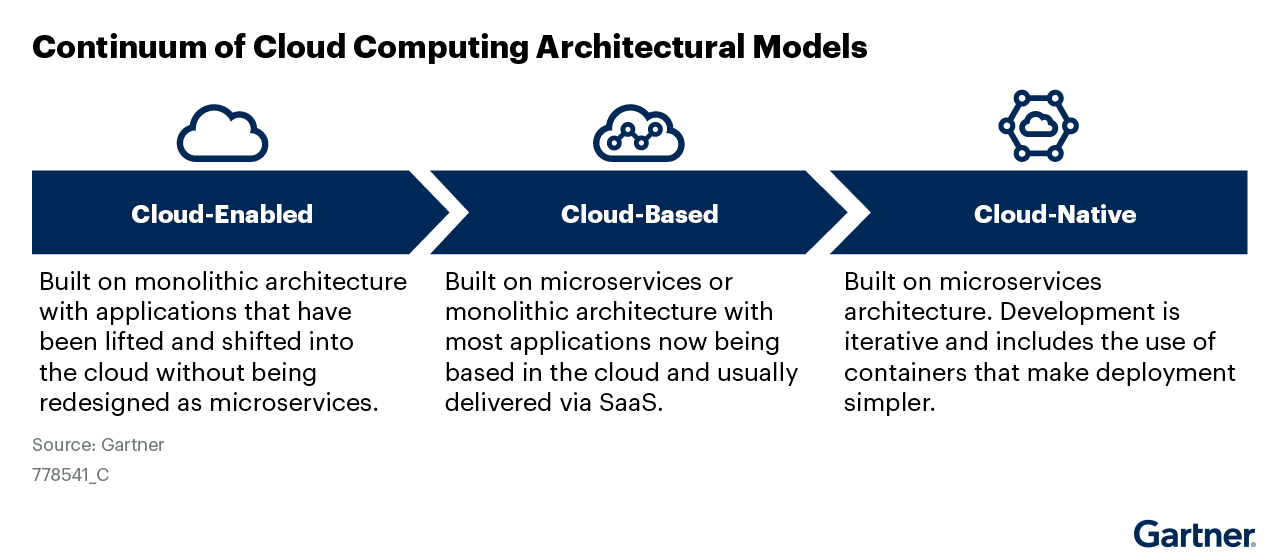 Continuum of Cloud Computing Architectural Models
Cloud-Enabled
Built on monolithic architecture
with applications that have
been lifted and shifted into
the cloud without being
redesigned as microservices.
Cloud-Based
Built on microservices or
monolithic architecture with
most applications now being
based in the cloud and usually
delivered via SaaS.
Cloud-Native
Built on microservices
architecture. Development is
iterative and includes the use of
containers that make deployment
simpler.
Source: Gartner
778541_C
Gartner®